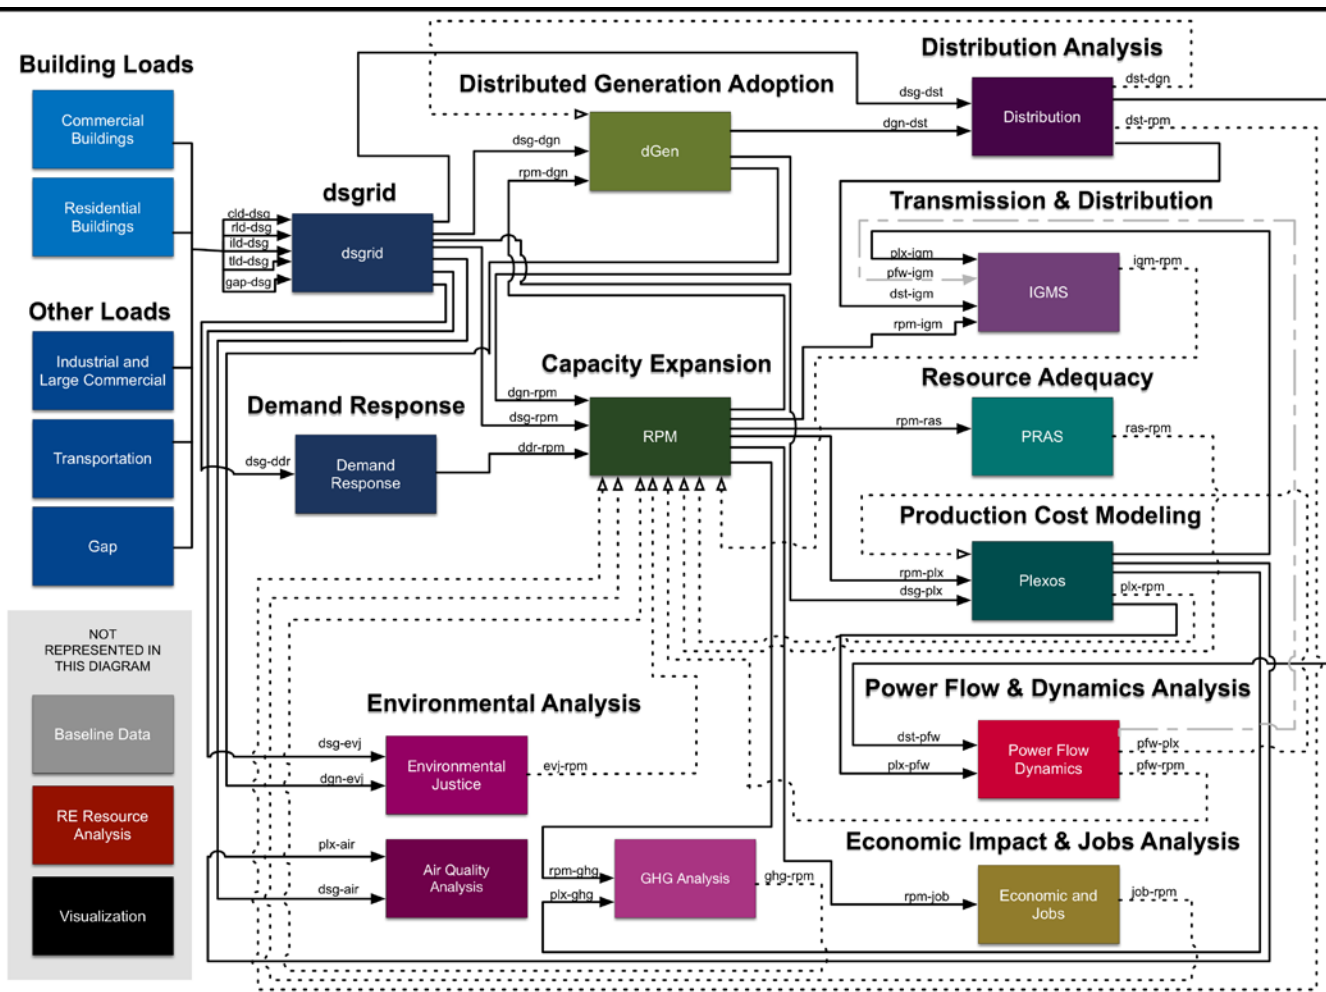 Building Loads
Commercial
Buildings
Residential
Buildings
Other Loads
Industrial and
Large Commercial
Transportation
Gap
NOT
REPRESENTED IN
THIS DIAGRAM
Baseline Data
RE Resource
Analysis
Visualization
dsgrid
cld-dsg
rld-dsg
ild-dsg
tld-dsg
gap-dsg
dsgrid
Demand Response
dsg-ddr
Demand
Response
Distributed Generation Adoption
dsg-dgn
rpm-dgn
dGen
Capacity Expansion
dgn-rpm
dsg-rpm
ddr-rpm
RPM
Environmental Analysis
dsg-evj
dgn-evj
Environmental
Justice
evj-rpm
plx-air
dsg-air
Air Quality
Analysis
rpm-ghg
plx-ghg
GHG Analysis
ghg-rpm
Distribution Analysis
dsg-dst
dgn-dst
Distribution
dst-dgn
dst-rpm
Transmission & Distribution
plx-igm
pfw-igm
dst-igm
rpm-igm
IGMS
igm-rpm
Resource Adequacy
rpm-ras
PRAS
ras-rpm
Production Cost Modeling
rpm-plx
dsg-plx
Plexos
plx-rpm
Power Flow & Dynamics Analysis
dst-pfw
plx-pfw
Power Flow
Dynamics
pfw-plx
pfw-rpm
Economic Impact & Jobs Analysis
rpm-job
Economic and
Jobs
job-rpm